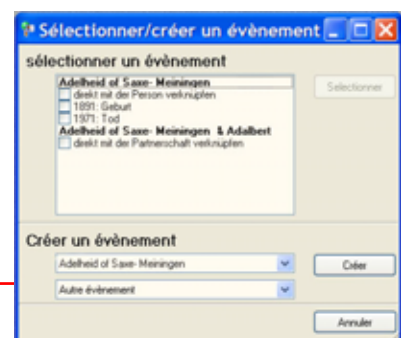 Sélectionner/créer un évènement
sélectionner un évènement
Adelheid of Saxe- Meiningen
direkt mit der Person verknüpfen
1891: Geburt
1971: Tod
Adelheid of Saxe- Meiningen & Adalbert
direkt mit der Partnerschaft verknüpfen
Selectionner
Créer un évènement
Adelheid of Saxe- Meiningen
Créer
Autre évènement
Annuler